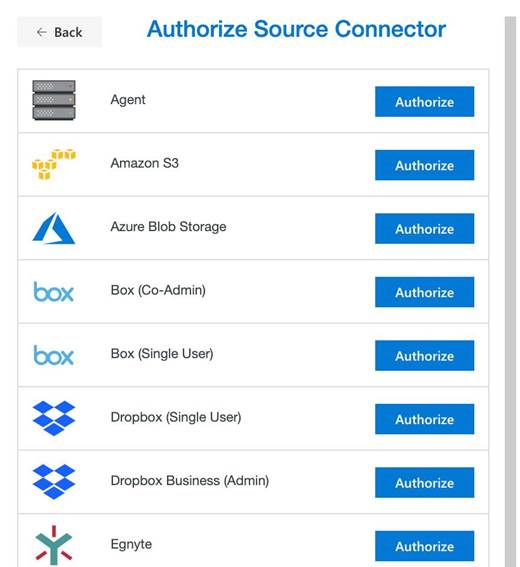 ← Back
Authorize Source Connector
Agent
Authorize
Amazon S3
Authorize
Azure Blob Storage
Authorize
box
Box (Co-Admin)
Authorize
box
Box (Single User)
Authorize
Dropbox (Single User)
Authorize
Dropbox Business (Admin)
Authorize
Egnyte
Authorize